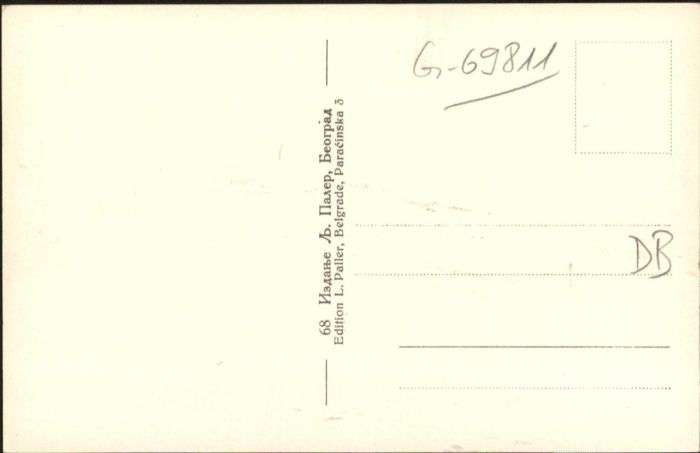 G-69811
68 Издање Љ. Палер, Београд
Edition L. Paller, Belgrade, Paraćinska 5
DB